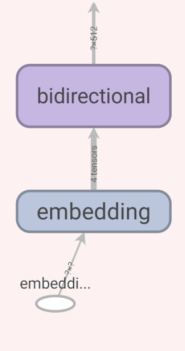 ?×512
bidirectional
4 tensors
embedding
?×?
embeddi...